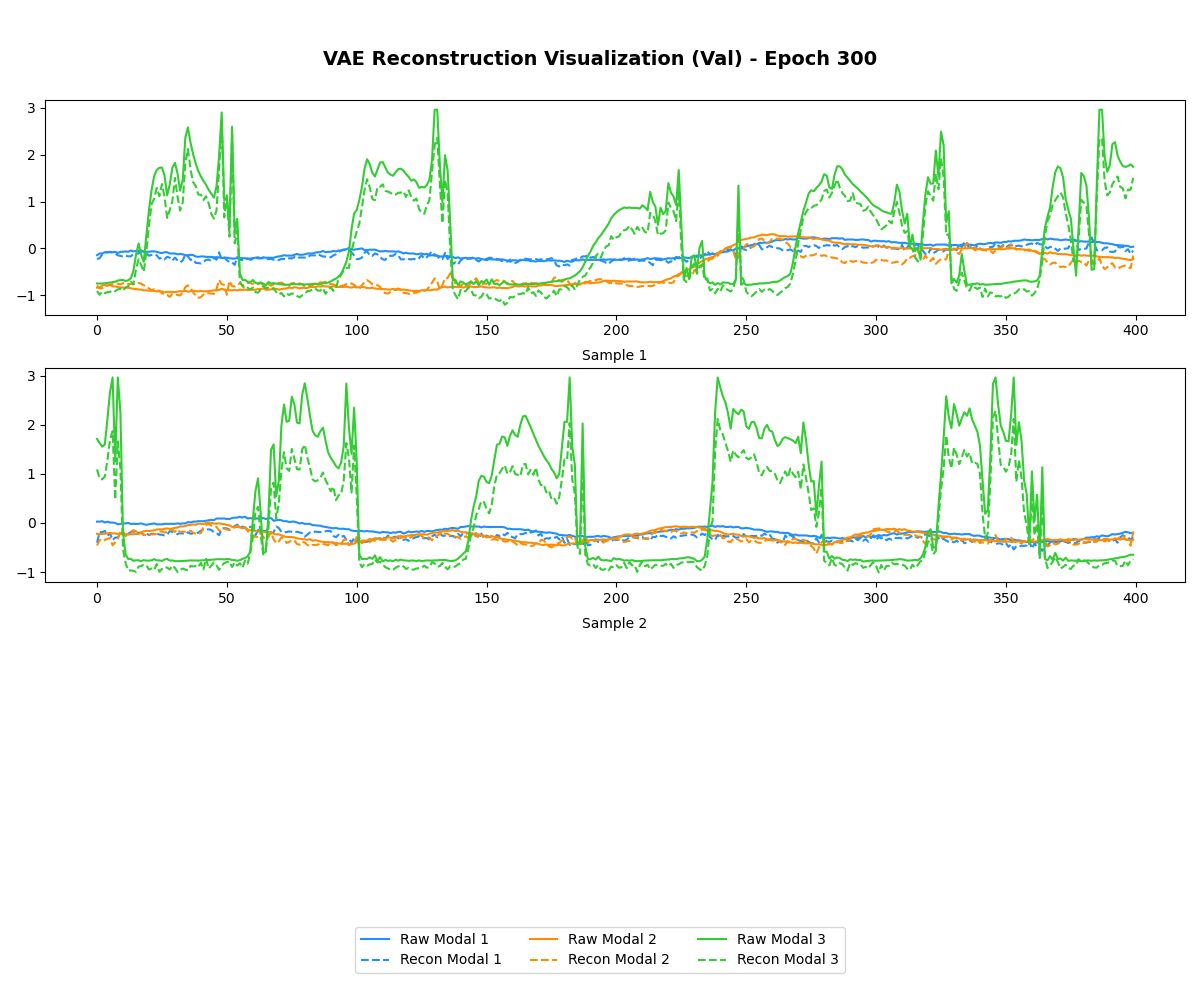 VAE Reconstruction Visualization (Val) - Epoch 300
3
2
1
0
−1
0 50 100 150 200 250 300 350 400
Sample 1
3
2
1
0
−1
0 50 100 150 200 250 300 350 400
Sample 2
Raw Modal 1 Raw Modal 2 Raw Modal 3
Recon Modal 1 Recon Modal 2 Recon Modal 3